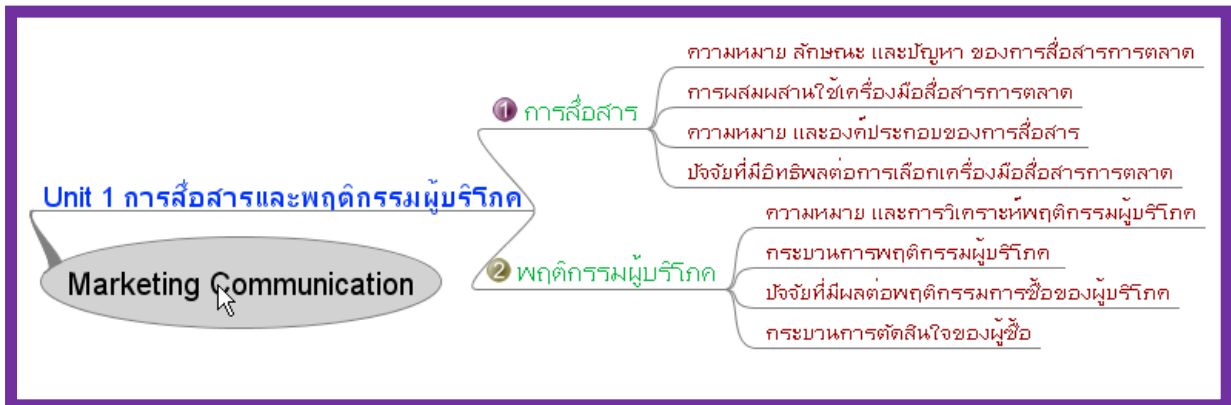 ความหมาย ลักษณะ และปัญหา ของการสื่อสารการตลาด
การผสมผสานใช้เครื่องมือสื่อสารการตลาด
1 การสื่อสาร
ความหมาย และองค์ประกอบของการสื่อสาร
ปัจจัยที่มีอิทธิพลต่อการเลือกเครื่องมือสื่อสารการตลาด
Unit 1 การสื่อสารและพฤติกรรมผู้บริโภค
Marketing Communication
ความหมาย และการวิเคราะห์พฤติกรรมผู้บริโภค
กระบวนการพฤติกรรมผู้บริโภค
2 พฤติกรรมผู้บริโภค
ปัจจัยที่มีผลต่อพฤติกรรมการซื้อของผู้บริโภค
กระบวนการตัดสินใจของผู้ซื้อ